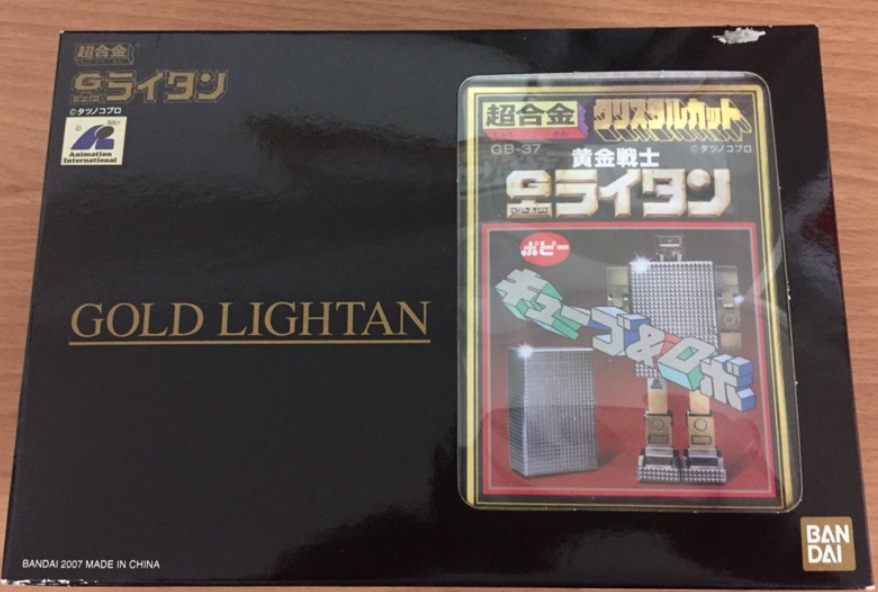 超合金
Gライタン
©タツノコプロ
Animation
International
GOLD LIGHTAN
BANDAI 2007 MADE IN CHINA
超合金 クリスタルカット
GB-37 ©タツノコプロ
黄金戦士
Gライタン
ポピー
キューゴ&ロボ
BAN
DAI